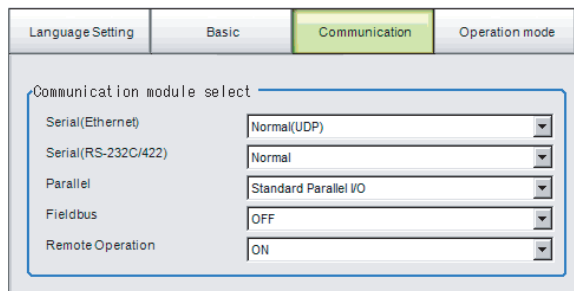 Language Setting Basic Communication Operation mode
Communication module select
Serial(Ethernet) Normal(UDP)
Serial(RS-232C/422) Normal
Parallel Standard Parallel I/O
Fieldbus OFF
Remote Operation ON